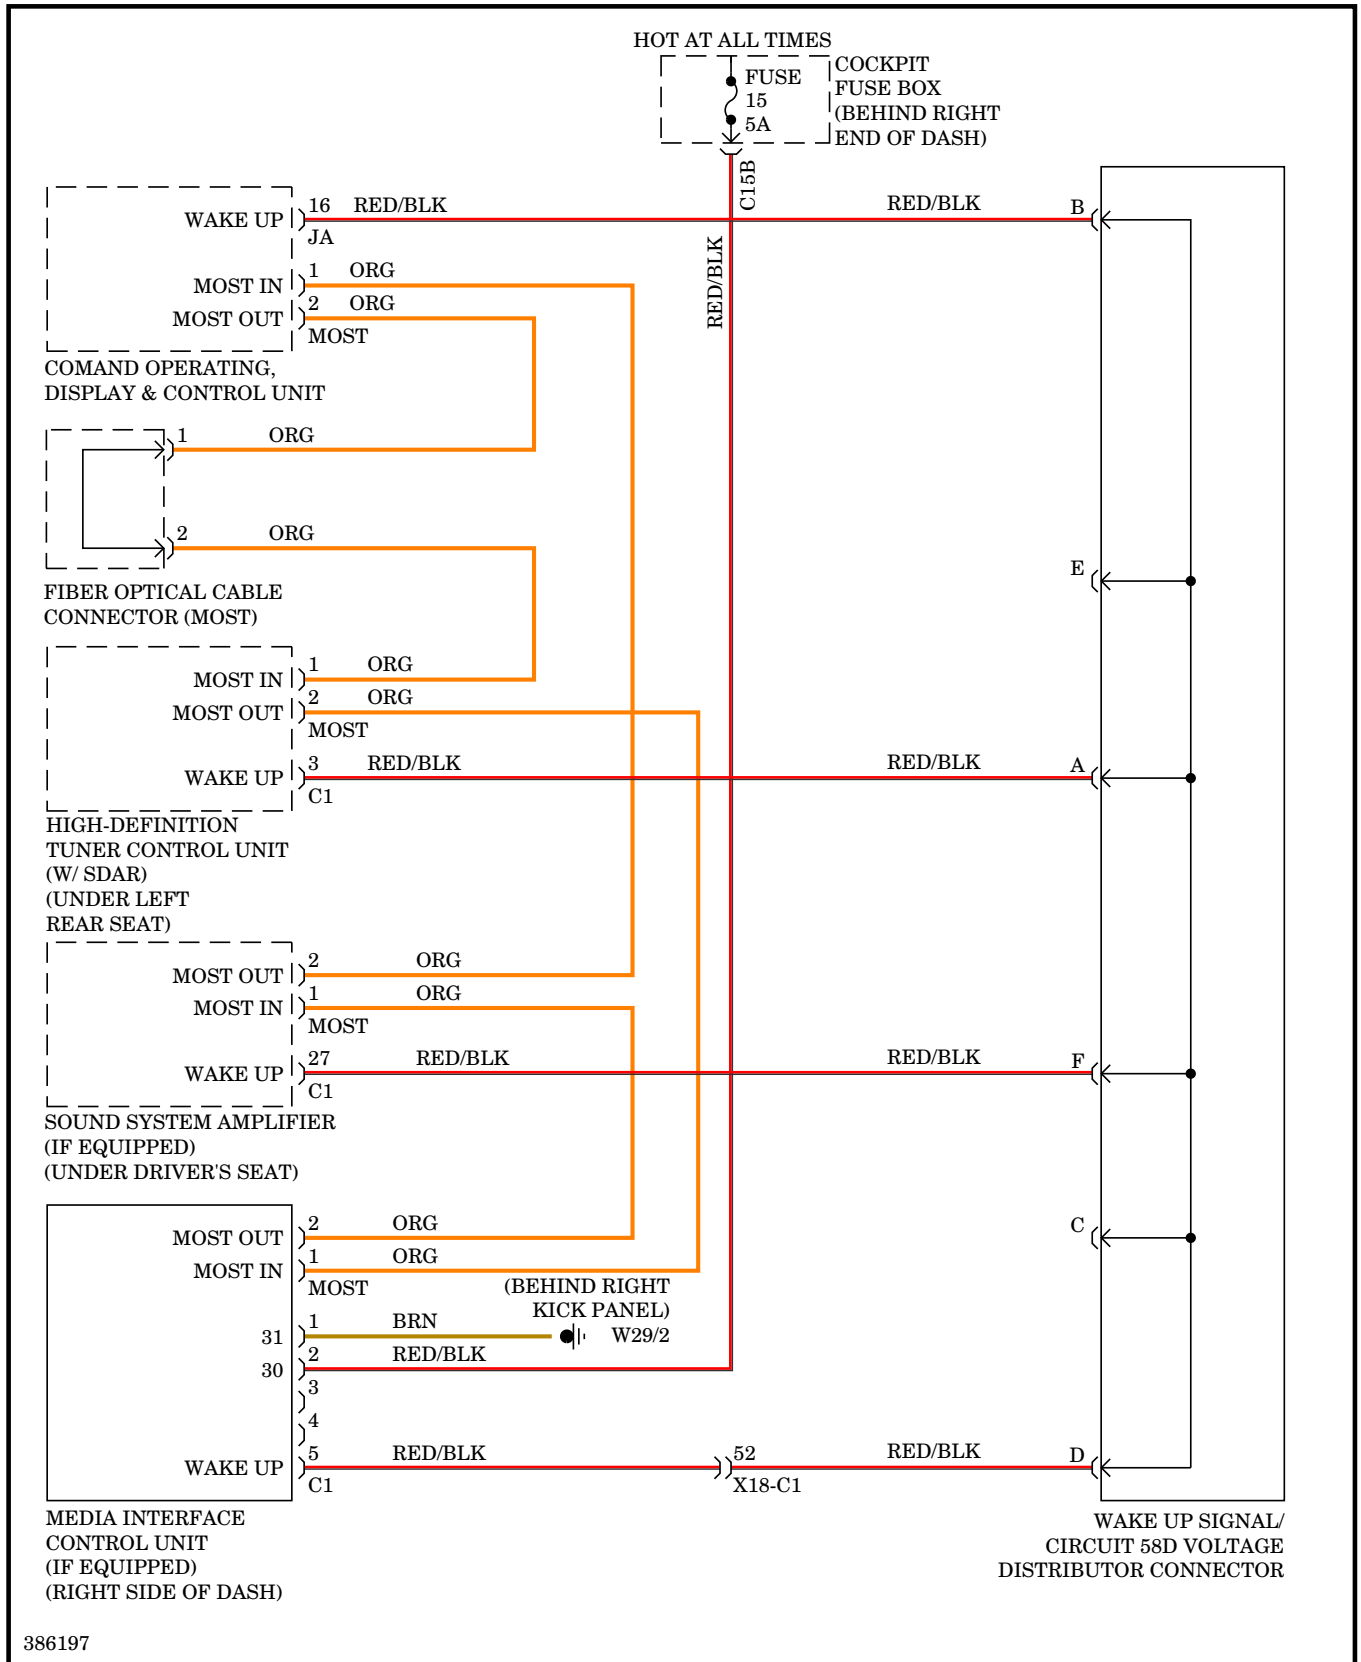 HOT AT ALL TIMES
FUSE
15
5A
COCKPIT
FUSE BOX
(BEHIND RIGHT
END OF DASH)
C15B
RED/BLK
WAKE UP
16
RED/BLK
RED/BLK
B
JA
MOST IN
1
ORG
MOST OUT
2
ORG
MOST
COMAND OPERATING,
DISPLAY & CONTROL UNIT
1
ORG
2
ORG
E
FIBER OPTICAL CABLE
CONNECTOR (MOST)
MOST IN
1
ORG
MOST OUT
2
ORG
MOST
WAKE UP
3
RED/BLK
RED/BLK
A
C1
HIGH-DEFINITION
TUNER CONTROL UNIT
(W/ SDAR)
(UNDER LEFT
REAR SEAT)
MOST OUT
2
ORG
MOST IN
1
ORG
MOST
WAKE UP
27
RED/BLK
RED/BLK
F
C1
SOUND SYSTEM AMPLIFIER
(IF EQUIPPED)
(UNDER DRIVER'S SEAT)
MOST OUT
2
ORG
C
MOST IN
1
ORG
MOST
(BEHIND RIGHT
KICK PANEL)
W29/2
31
1
BRN
30
2
RED/BLK
3
4
WAKE UP
5
RED/BLK
52
RED/BLK
D
C1
X18-C1
MEDIA INTERFACE
CONTROL UNIT
(IF EQUIPPED)
(RIGHT SIDE OF DASH)
WAKE UP SIGNAL/
CIRCUIT 58D VOLTAGE
DISTRIBUTOR CONNECTOR
386197